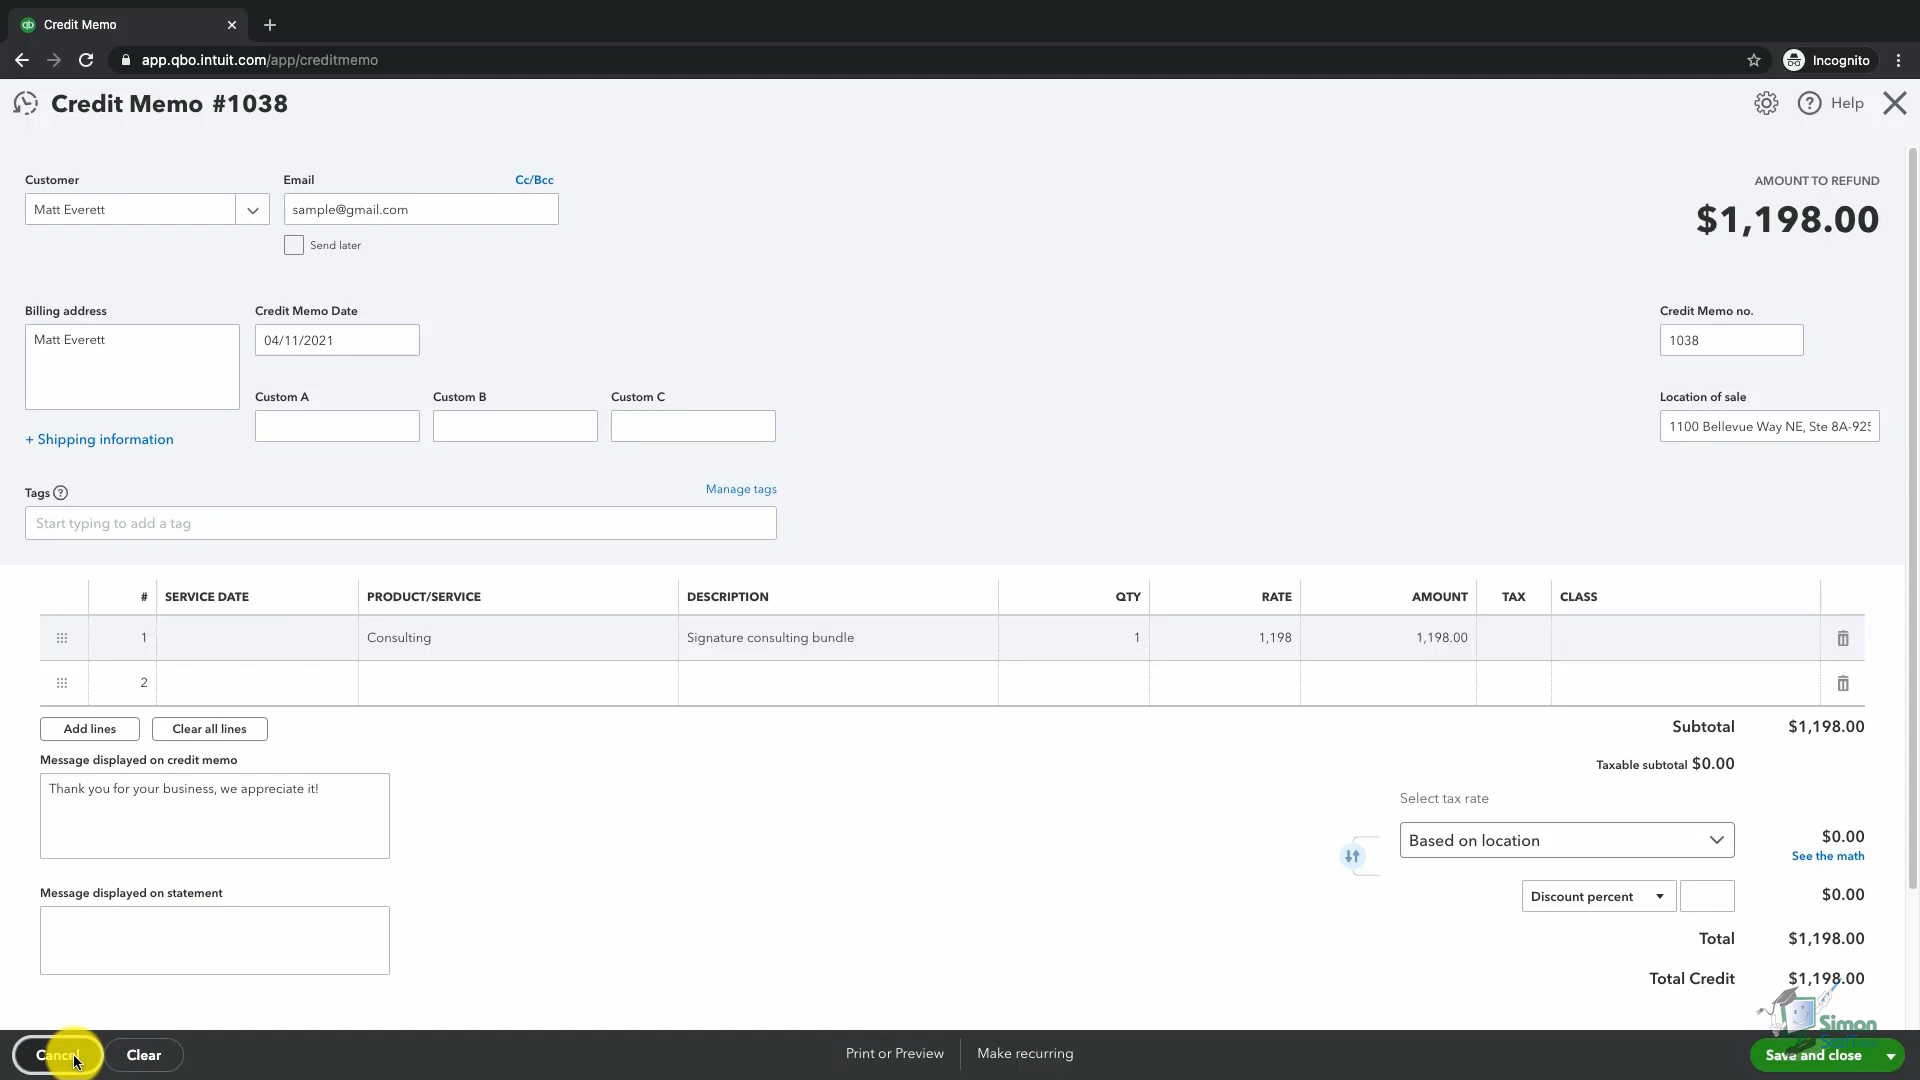 Credit Memo
app.qbo.intuit.com/app/creditmemo
Incognito
Credit Memo #1038
Help
Customer
Email
Cc/Bcc
AMOUNT TO REFUND
Matt Everett
sample@gmail.com
$1,198.00
Send later
Billing address
Credit Memo Date
Credit Memo no.
Matt Everett
04/11/2021
1038
Custom A
Custom B
Custom C
Location of sale
1100 Bellevue Way NE, Ste 8A-925
+ Shipping information
Tags
Manage tags
Start typing to add a tag
# SERVICE DATE PRODUCT/SERVICE DESCRIPTION QTY RATE AMOUNT TAX CLASS
1 Consulting Signature consulting bundle 1 1,198 1,198.00
2
Add lines
Clear all lines
Subtotal $1,198.00
Message displayed on credit memo
Taxable subtotal $0.00
Thank you for your business, we appreciate it!
Select tax rate
Based on location
$0.00
See the math
Message displayed on statement
Discount percent
$0.00
Total $1,198.00
Total Credit $1,198.00
Simon
Cancel
Clear
Print or Preview
Make recurring
Save and close